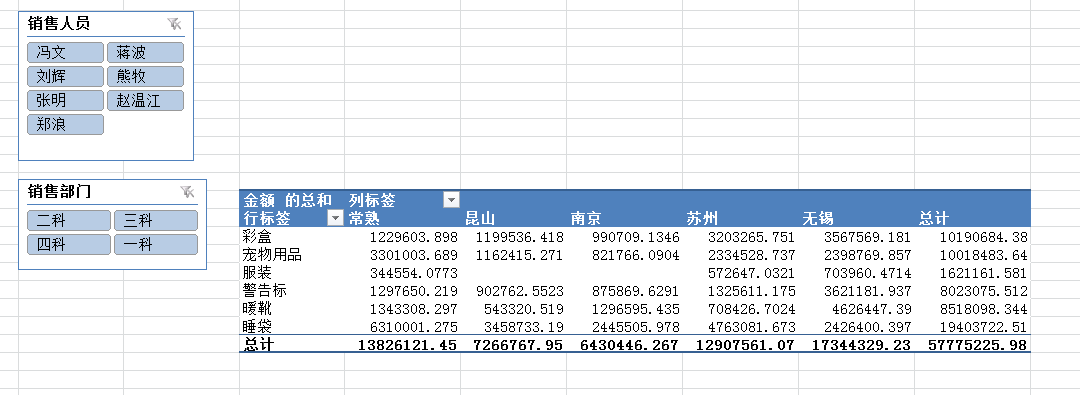 销售人员
冯文 蒋波
刘辉 熊牧
张明 赵温江
郑浪
销售部门
二科 三科
四科 一科
金额 的总和 列标签
行标签 常熟 昆山 南京 苏州 无锡 总计
彩盒 1229603.898 1199536.418 990709.1346 3203265.751 3567569.181 10190684.38
宠物用品 3301003.689 1162415.271 821766.0904 2334528.737 2398769.857 10018483.64
服装 344554.0773 572647.0321 703960.4714 1621161.581
警告标 1297650.219 902762.5523 875869.6291 1325611.175 3621181.937 8023075.512
暖靴 1343308.297 543320.519 1296595.435 708426.7024 4626447.39 8518098.344
睡袋 6310001.275 3458733.19 2445505.978 4763081.673 2426400.397 19403722.51
总计 13826121.45 7266767.95 6430446.267 12907561.07 17344329.23 57775225.98